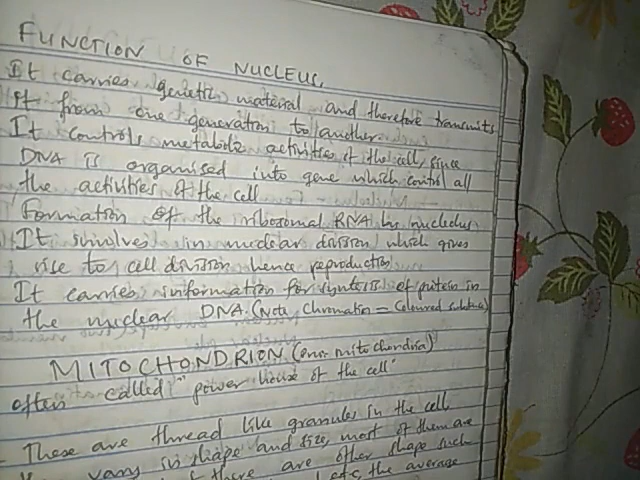 FUNCTION OF NUCLEUC,
It carries genetic material and therefore transmits
it from one generation to another.
It controls metabolic activities of the cell, since
DNA is organised into gene which control all
the activities of the cell
Formation of the ribosomal RNA by nucleolus
It involves in nuclear division, which gives
rise to cell division hence reproduction
It carries information for syntesis of protein in
the nuclear DNA. (Note Chromation = Coloured substance)
MITOCHONDRION. mitochondria)
often called "power house of the cell"
These are thread like granules in the cell
vary in shape and size, most of them are
there are other shape such
etc, the average